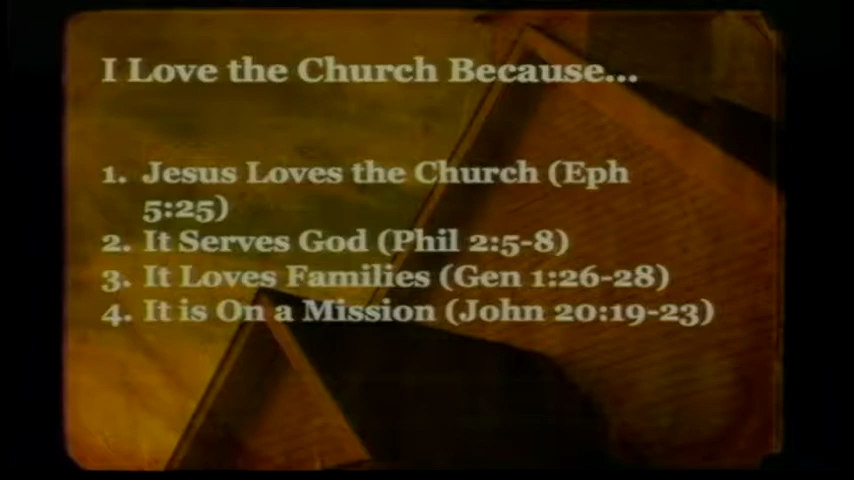 I Love the Church Because...
1. Jesus Loves the Church (Eph
5:25)
2. It Serves God (Phil 2:5-8)
3. It Loves Families (Gen 1:26-28)
4. It is On a Mission (John 20:19-23)